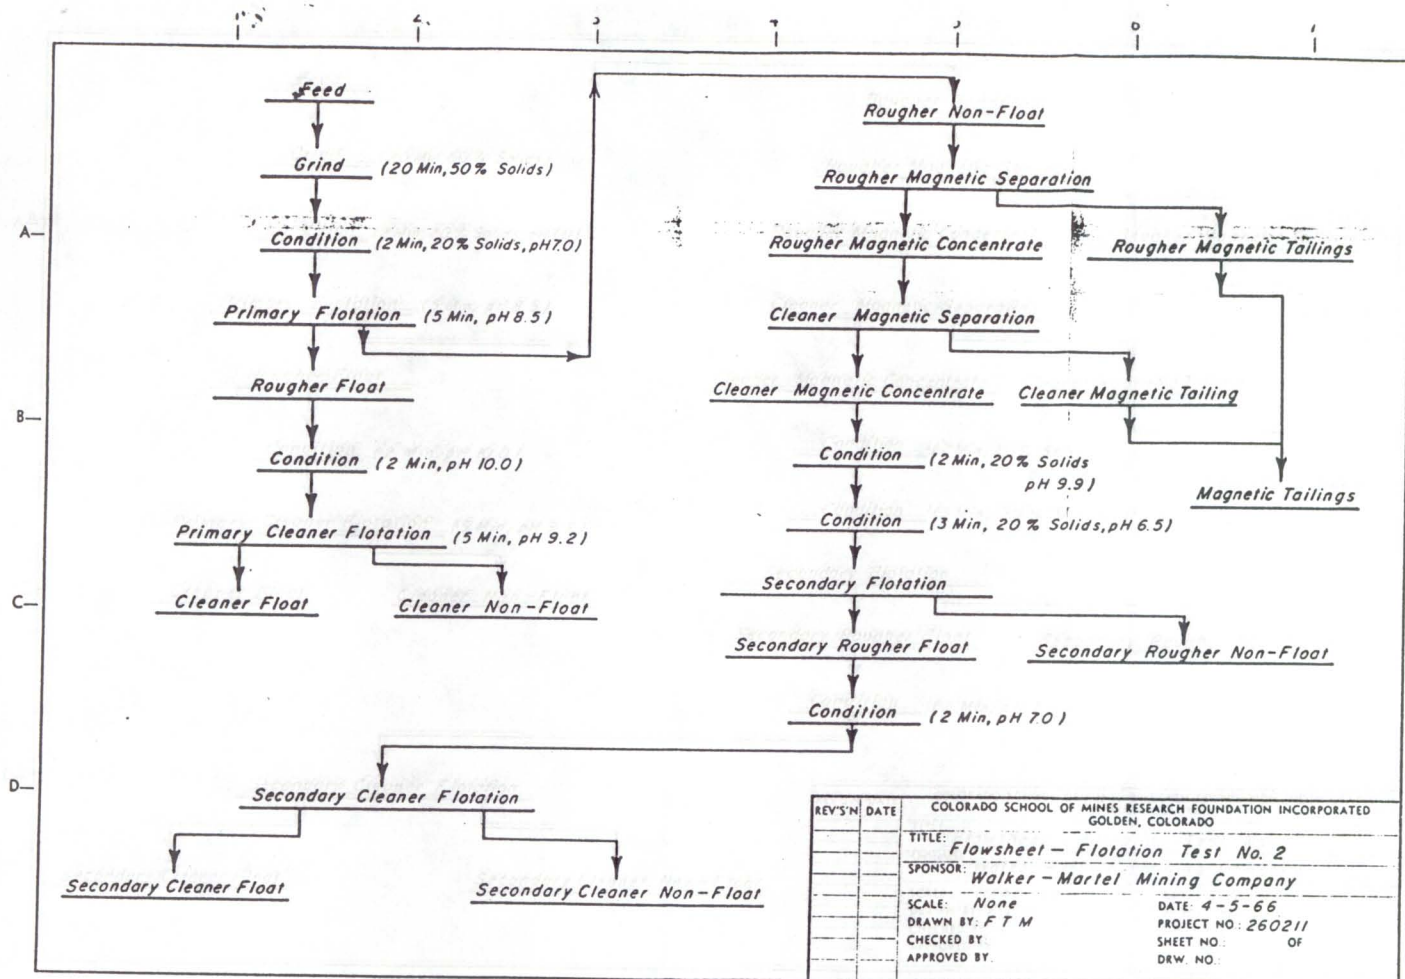 Feed
Grind (20 Min, 50% Solids)
Condition (2 Min, 20% Solids, pH 7.0)
Primary Flotation (5 Min, pH 8.5)
Rougher Float
Condition (2 Min, pH 10.0)
Primary Cleaner Flotation (5 Min, pH 9.2)
Cleaner Float
Cleaner Non-Float
Rougher Non-Float
Rougher Magnetic Separation
Rougher Magnetic Concentrate
Rougher Magnetic Tailings
Cleaner Magnetic Separation
Cleaner Magnetic Concentrate
Cleaner Magnetic Tailing
Condition (2 Min, 20% Solids
pH 9.9)
Magnetic Tailings
Condition (3 Min, 20% Solids, pH 6.5)
Secondary Flotation
Secondary Rougher Float
Secondary Rougher Non-Float
Condition (2 Min, pH 7.0)
Secondary Cleaner Flotation
Secondary Cleaner Float
Secondary Cleaner Non-Float
A—
B—
C—
D—
REV'S'N DATE
COLORADO SCHOOL OF MINES RESEARCH FOUNDATION INCORPORATED
GOLDEN, COLORADO
TITLE: Flowsheet — Flotation Test No. 2
SPONSOR: Walker - Martel Mining Company
SCALE: None DATE: 4-5-66
DRAWN BY: F T M PROJECT NO.: 260211
CHECKED BY: SHEET NO.: OF
APPROVED BY. DRW. NO.: